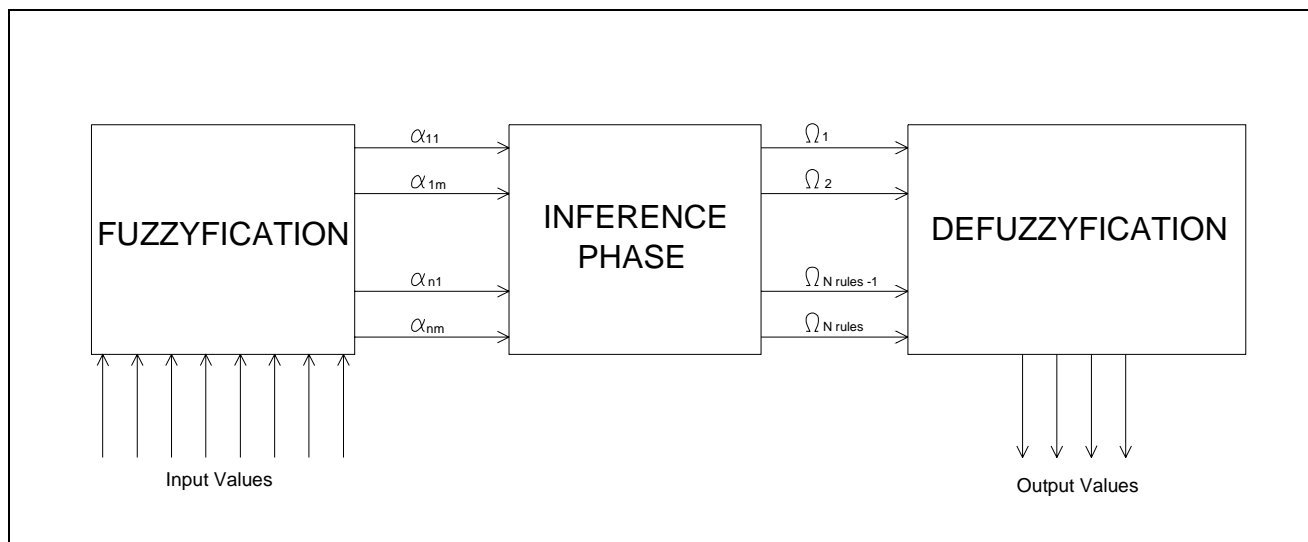 FUZZYFICATION
α11
α1m
αn1
αnm
INFERENCE
PHASE
Ω1
Ω2
ΩN rules -1
ΩN rules
DEFUZZYFICATION
Input Values
Output Values